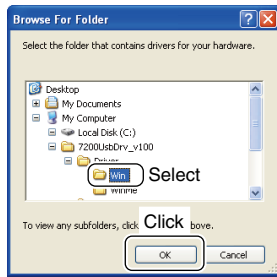 Browse For Folder
Select the folder that contains drivers for your hardware.
Desktop
My Documents
My Computer
Local Disk (C:)
7200UsbDrv_v100
Driver
Win
Select
WinMe
To view any subfolders, click
Click
above.
OK
Cancel